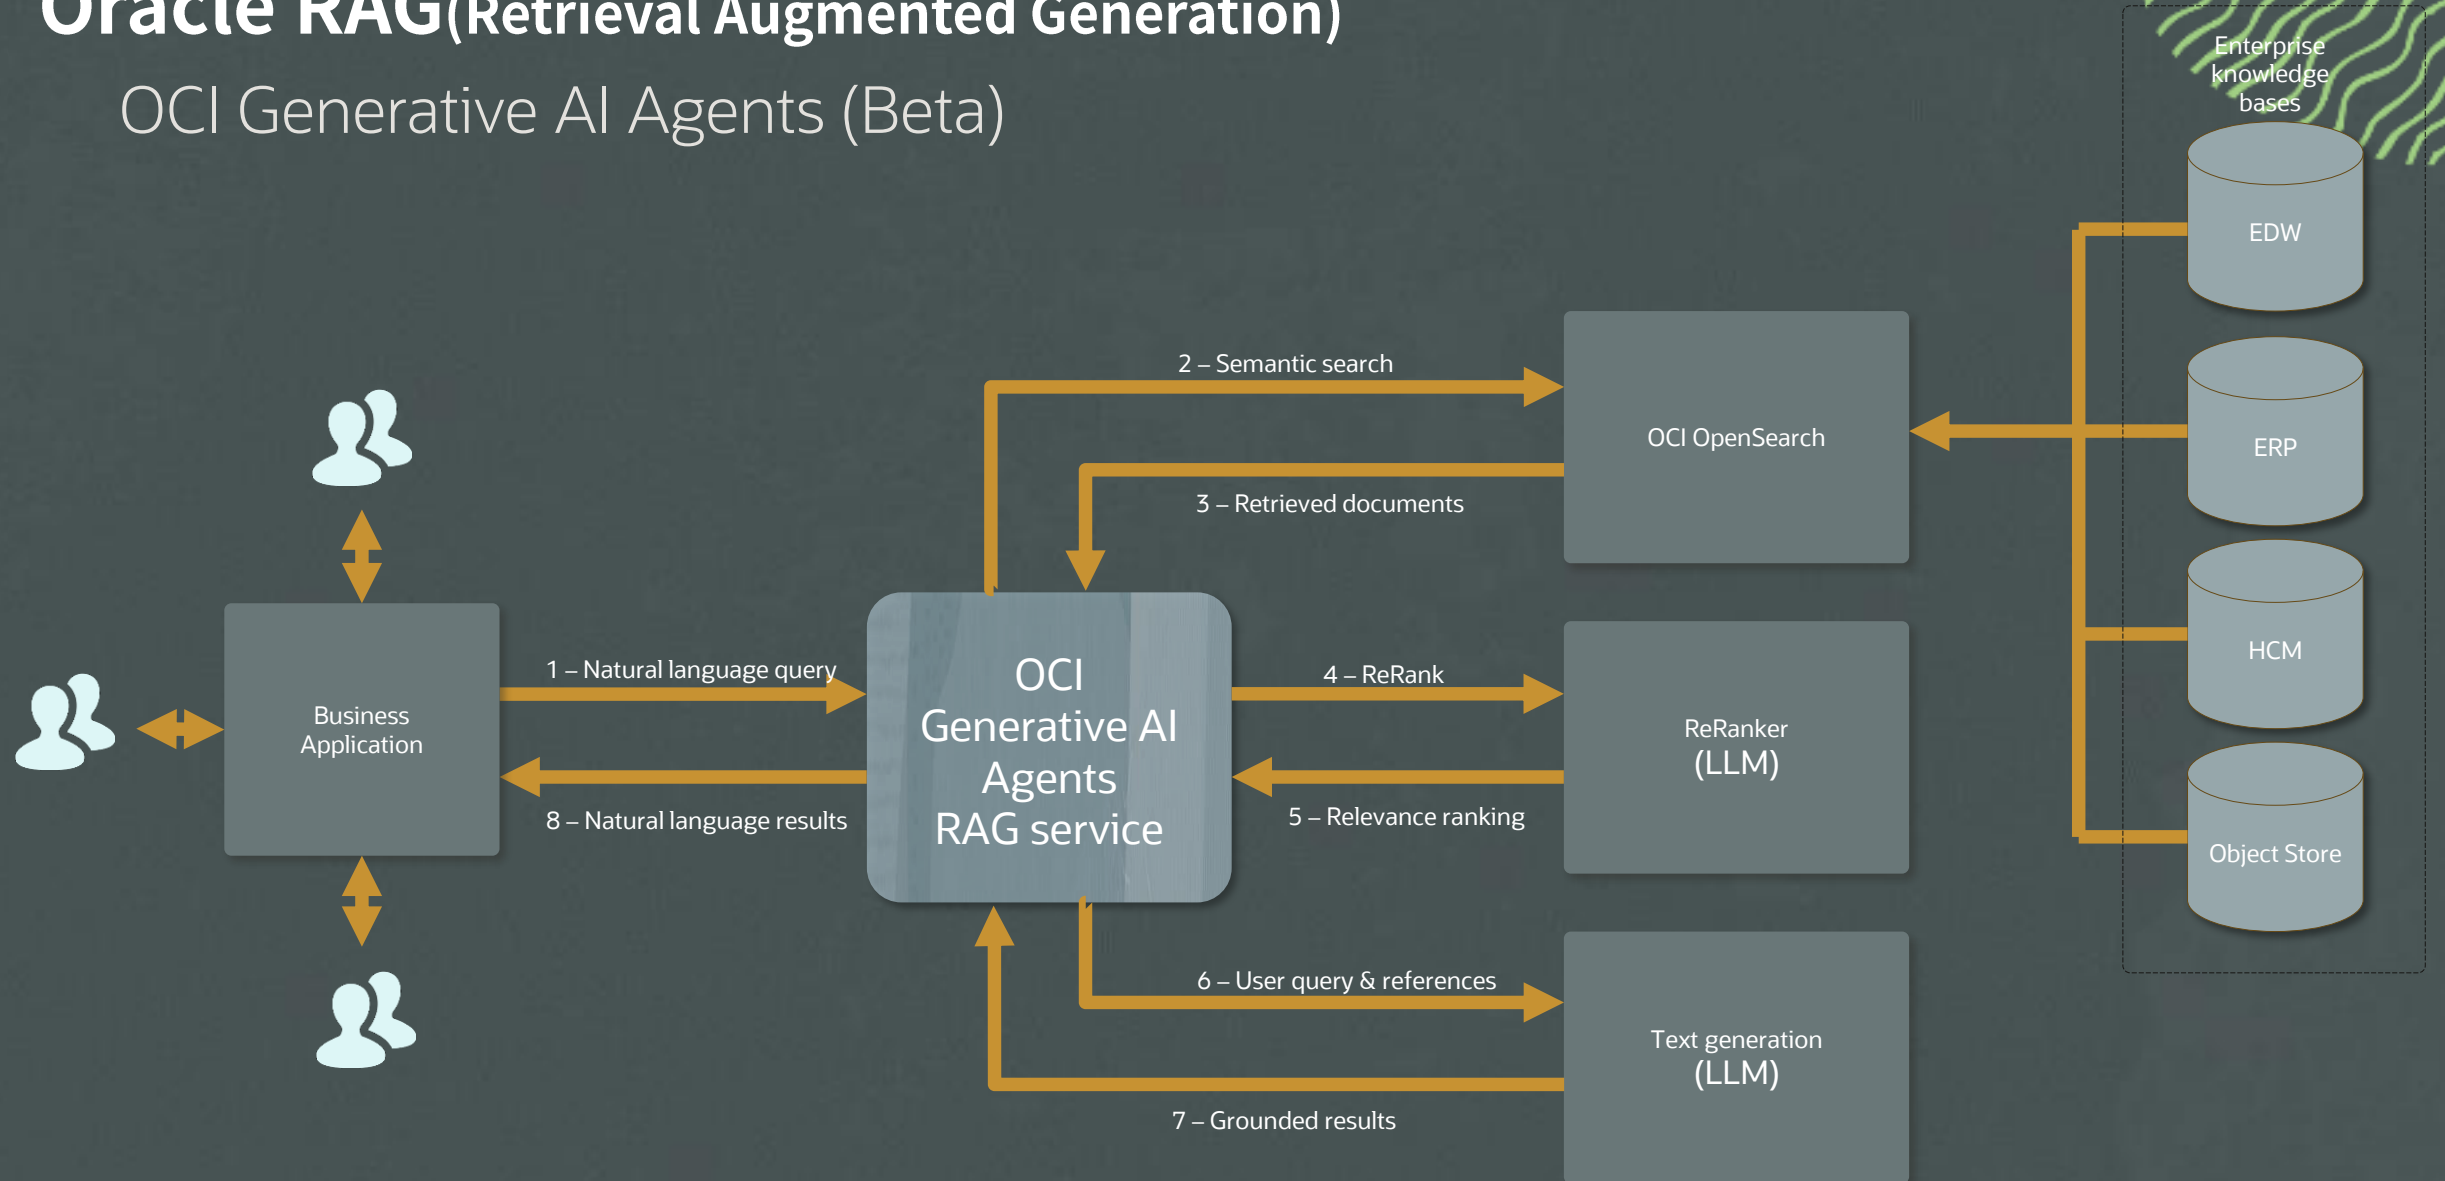 Oracle RAG(Retrieval Augmented Generation)
OCI Generative AI Agents (Beta)
Enterprise
knowledge
bases
EDW
ERP
HCM
Object Store
2 – Semantic search
OCI OpenSearch
3 – Retrieved documents
1 – Natural language query
Business
Application
8 – Natural language results
OCI
Generative AI
Agents
RAG service
4 – ReRank
ReRanker
(LLM)
5 – Relevance ranking
6 – User query & references
Text generation
(LLM)
7 – Grounded results